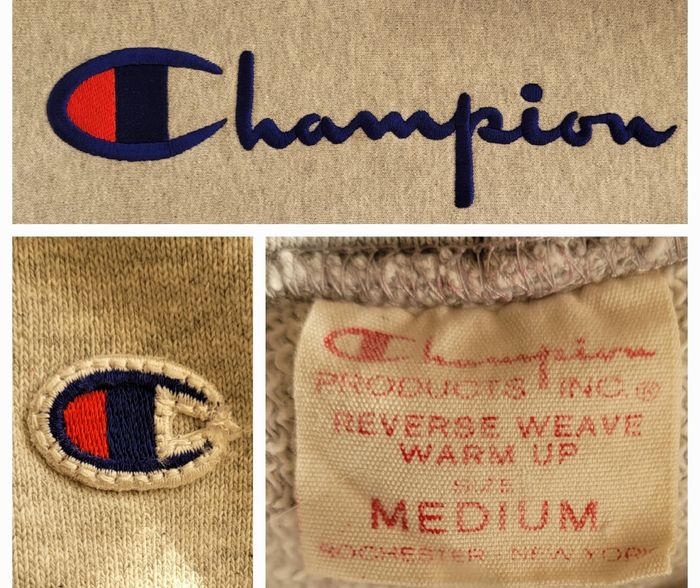 Champion
C
Champion
PRODUCTS INC.®
REVERSE WEAVE
WARM UP
SIZE
MEDIUM
ROCHESTER - NEW YORK